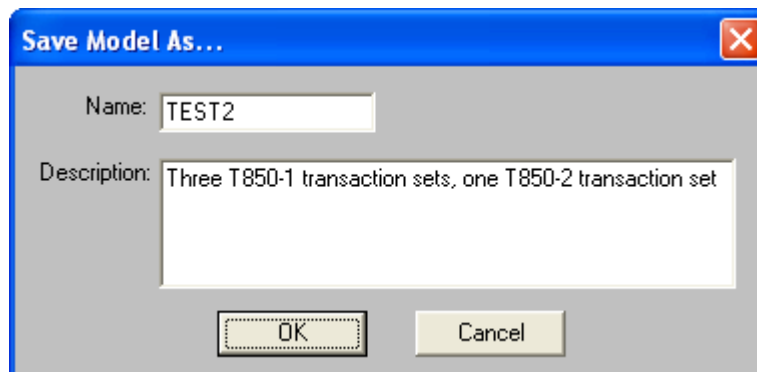 Save Model As...
Name: TEST2
Description: Three T850-1 transaction sets, one T850-2 transaction set
OK Cancel